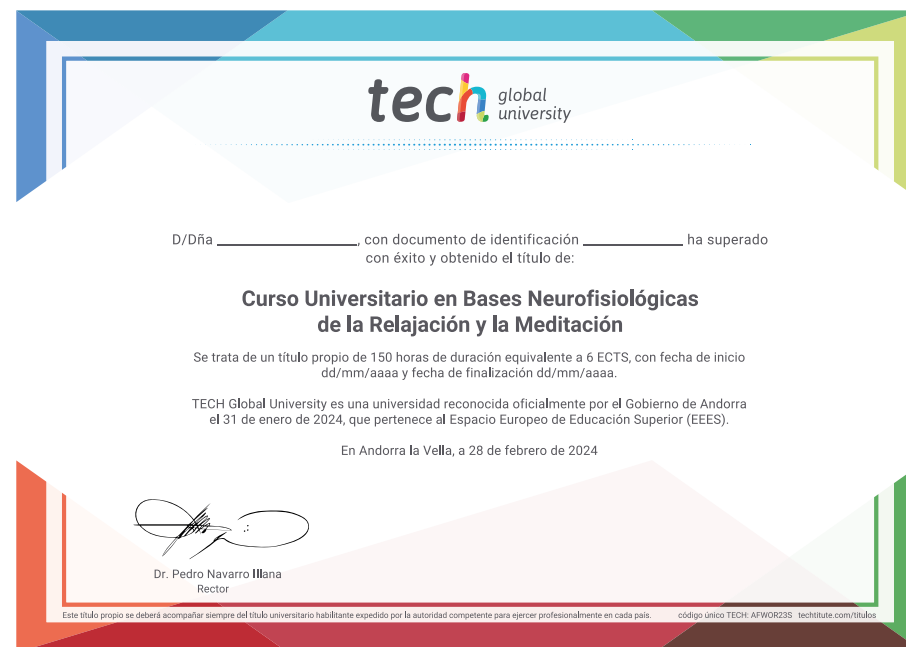 tech global
university
D/Dña ____________, con documento de identificación ____________ ha superado
con éxito y obtenido el título de:
Curso Universitario en Bases Neurofisiológicas
de la Relajación y la Meditación
Se trata de un título propio de 150 horas de duración equivalente a 6 ECTS, con fecha de inicio
dd/mm/aaaa y fecha de finalización dd/mm/aaaa.
TECH Global University es una universidad reconocida oficialmente por el Gobierno de Andorra
el 31 de enero de 2024, que pertenece al Espacio Europeo de Educación Superior (EEES).
En Andorra la Vella, a 28 de febrero de 2024
Dr. Pedro Navarro Illana
Rector
Este título propio se deberá acompañar siempre del título universitario habilitante expedido por la autoridad competente para ejercer profesionalmente en cada país. código único TECH: AFWOR23S techtitute.com/titulos